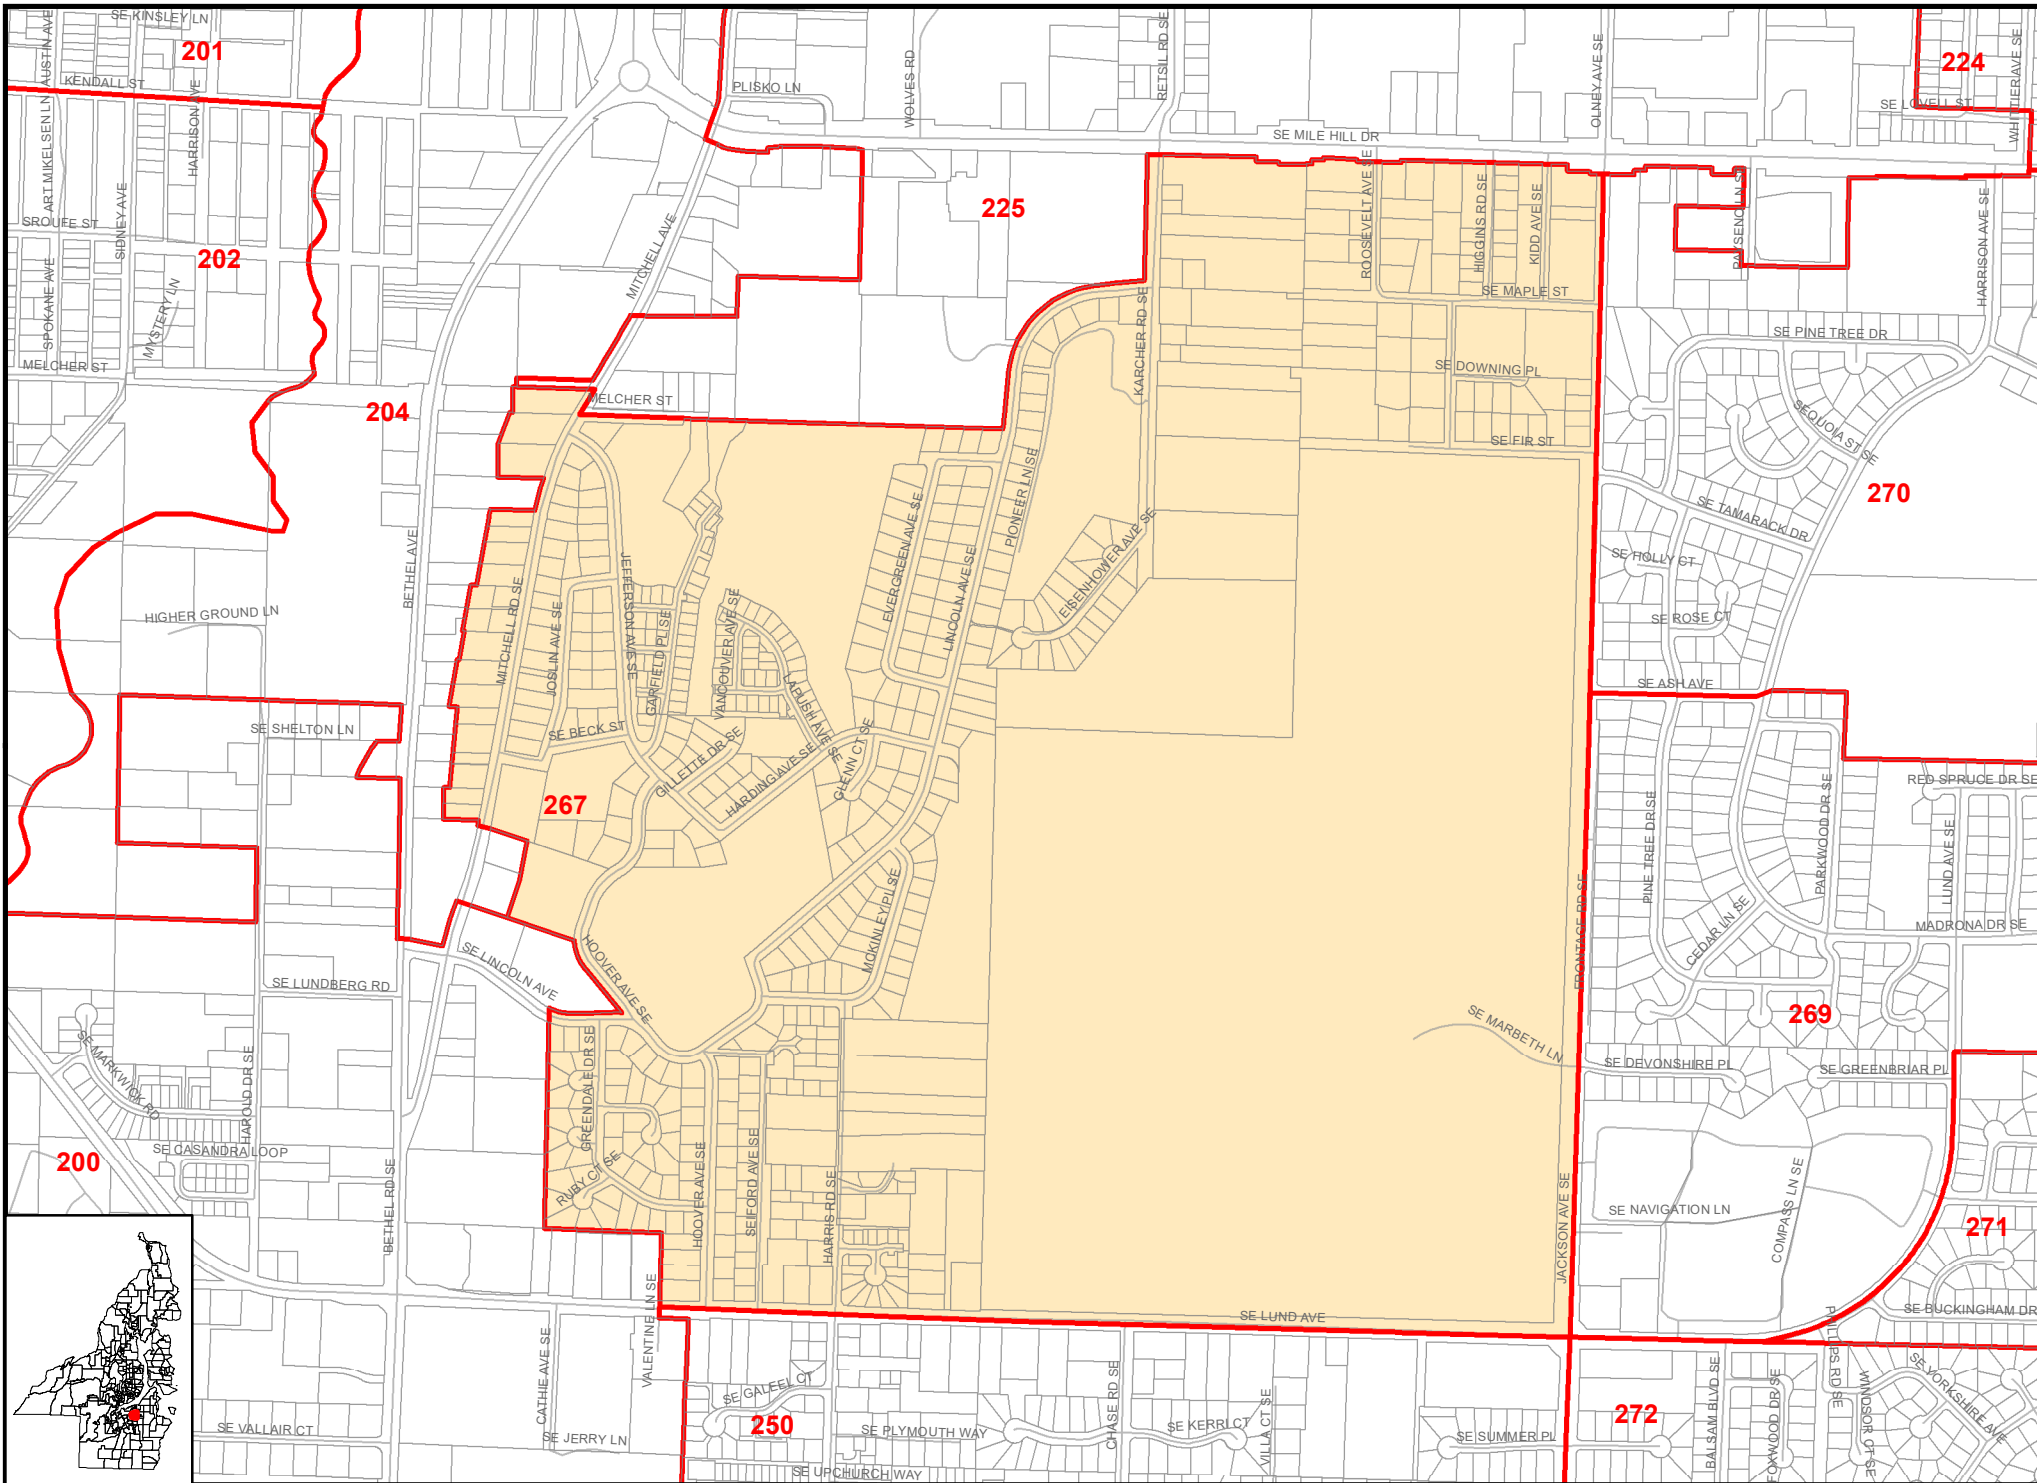 SE KINSLEY LN
AUSTIN AVE
201
KENDALL ST
ART MIKELSEN LN
HARRISON AVE
SIDNEY AVE
SROUFE ST
202
SPOKANE AVE
MYSTERY LN
MELCHER ST
204
PLISKO LN
WOLVES RD
RETSIL RD SE
OLNEY AVE SE
224
SE LOVELL ST
WHITTIER AVE SE
SE MILE HILL DR
225
MITCHELL AVE
MELCHER ST
ROOSEVELT AVE SE
HIGGINS RD SE
KIDD AVE SE
SE MAPLE ST
KARCHER RD SE
SE DOWNING PL
SE FIR ST
PAYSENO LN SE
HARRISON AVE SE
SE PINE TREE DR
SEQUOIA ST SE
270
SE TAMARACK DR
SE HOLLY CT
SE ROSE CT
SE ASH AVE
BETHEL AVE
HIGHER GROUND LN
SE SHELTON LN
MITCHELL RD SE
JOSLIN AVE SE
JEFFERSON AVE SE
GARFIELD PL SE
VANCOUVER AVE SE
LAPUSH AVE SE
EVERGREEN AVE SE
LINCOLN AVE SE
PIONEER LN SE
EISENHOWER AVE SE
SE BECK ST
GILLETTE DR SE
HARDING AVE SE
GLENN CT SE
267
MCKINLEY PL SE
HOOVER AVE SE
SE LINCOLN AVE
SE LUNDBERG RD
SE MARKWICK RD
HAROLD DR SE
SE CASANDRA LOOP
200
BETHEL RD SE
GREENDALE DR SE
RUBY CT SE
HOOVER AVE SE
SEIFORD AVE SE
HARRIS RD SE
FRONTAGE RD SE
SE MARBETH LN
JACKSON AVE SE
SE LUND AVE
PINE TREE DR SE
PARKWOOD DR SE
RED SPRUCE DR SE
LUND AVE SE
CEDAR LN SE
MADRONA DR SE
269
SE DEVONSHIRE PL
SE GREENBRIAR PL
SE NAVIGATION LN
COMPASS LN SE
271
SE BUCKINGHAM DR
PHILLIPS RD SE
WINDSOR CT SE
SE YORKSHIRE AVE
FOXWOOD DR SE
BALSAM BLVD SE
272
SE SUMMER PL
VALENTINE LN SE
CATHIE AVE SE
SE VALLAIR CT
SE JERRY LN
SE GALEEL CT
250
SE PLYMOUTH WAY
SE UPCHURCH WAY
CHASE RD SE
SE KERRI CT
VILLA CT SE